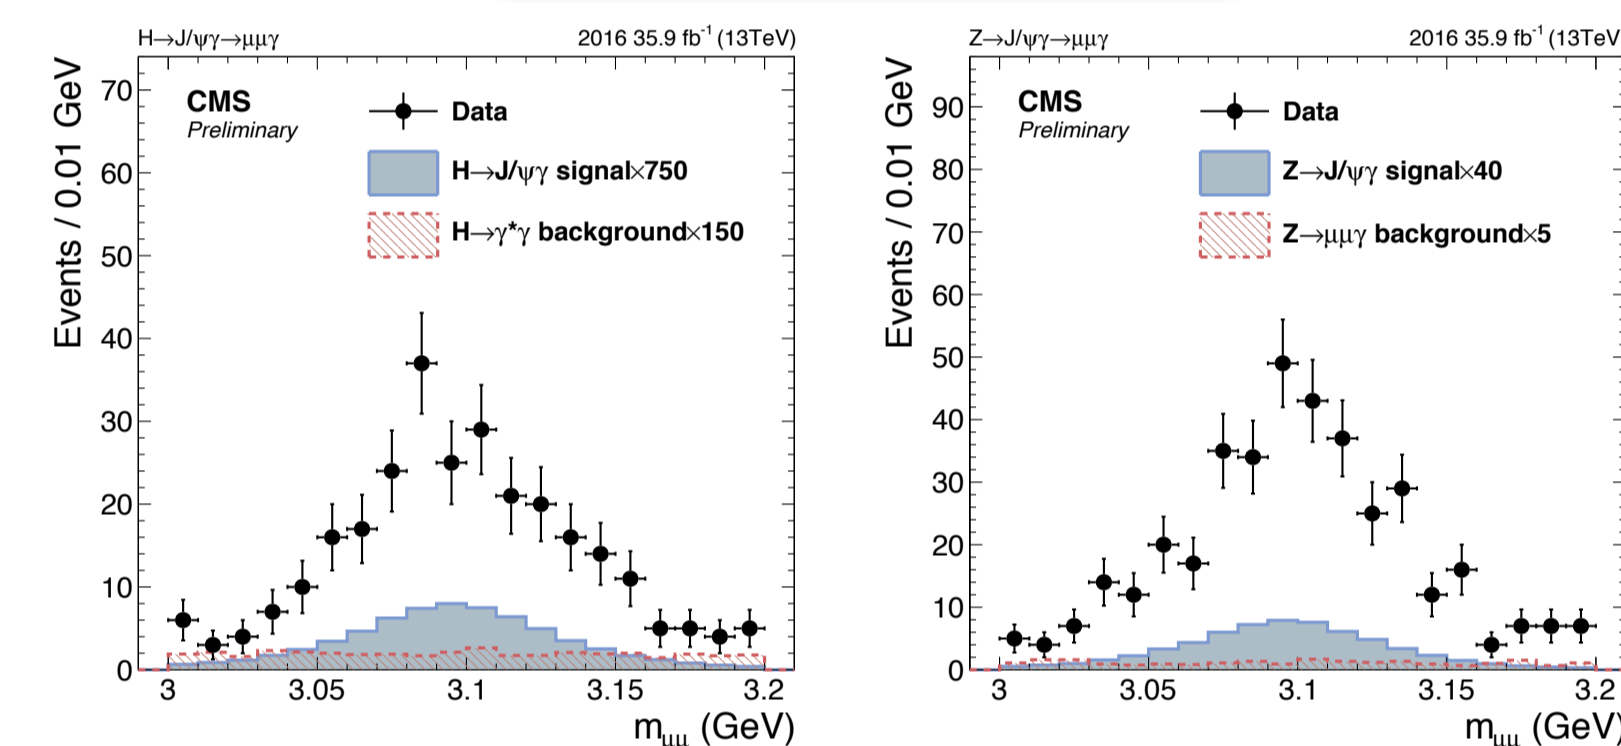 H→J/ψγ→μμγ 2016 35.9 fb⁻¹ (13TeV)
CMS
Preliminary
Data
H→J/ψγ signal×750
H→γ*γ background×150
Events / 0.01 GeV
70
60
50
40
30
20
10
0
3 3.05 3.1 3.15 3.2
m_μμ (GeV)
Z→J/ψγ→μμγ 2016 35.9 fb⁻¹ (13TeV
CMS
Preliminary
Data
Z→J/ψγ signal×40
Z→μμγ background×5
Events / 0.01 GeV
90
80
70
60
50
40
30
20
10
0
3 3.05 3.1 3.15 3.2
m_μμ (GeV)